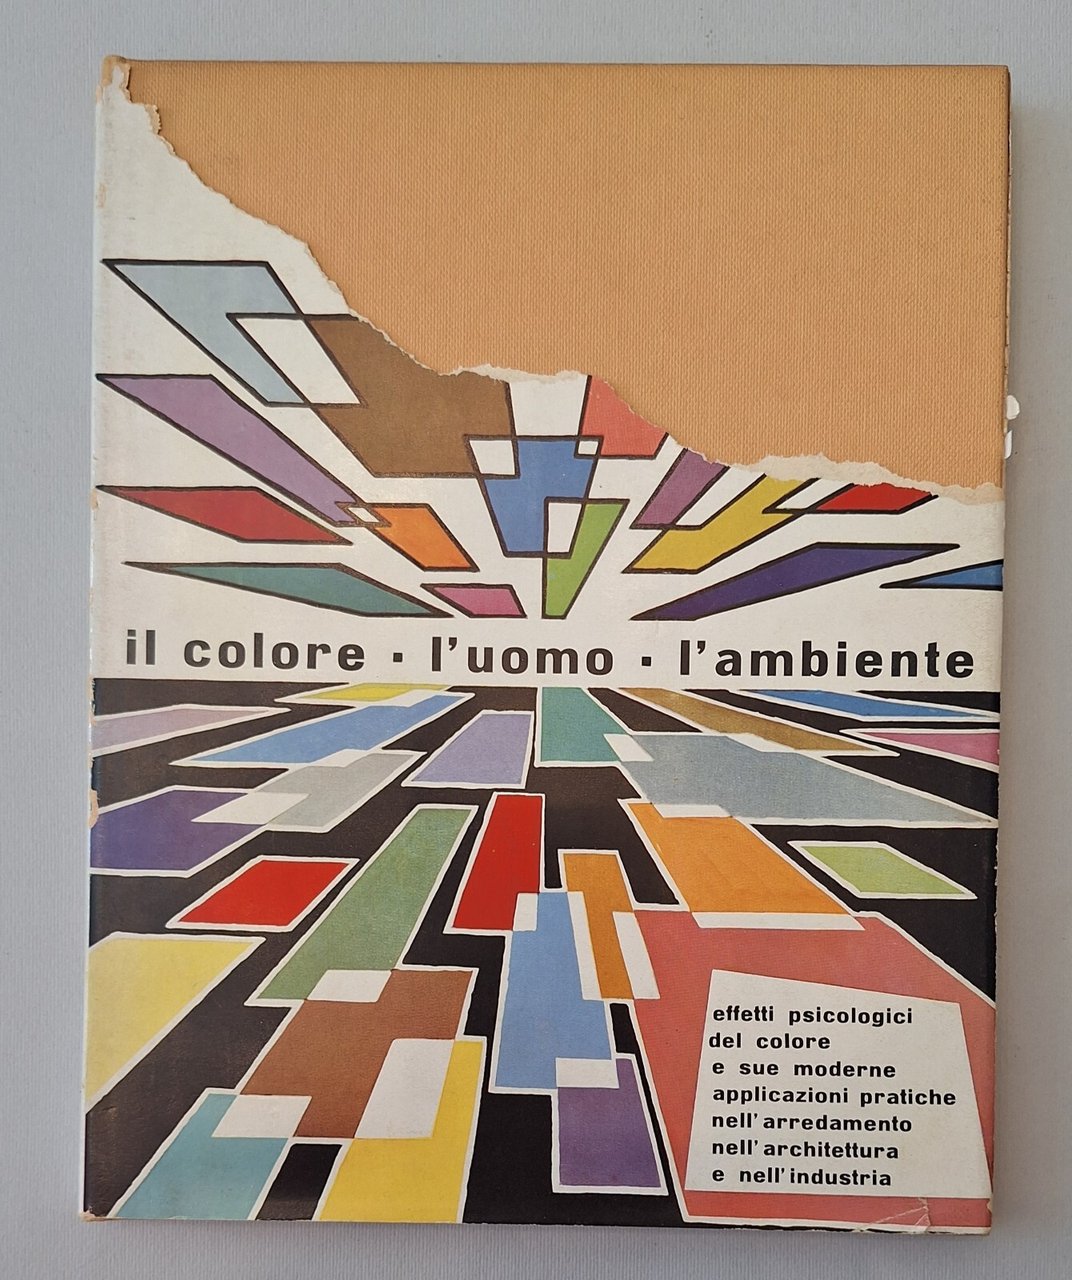 il colore · l'uomo · l'ambiente
effetti psicologici
del colore
e sue moderne
applicazioni pratiche
nell'arredamento
nell'architettura
e nell'industria